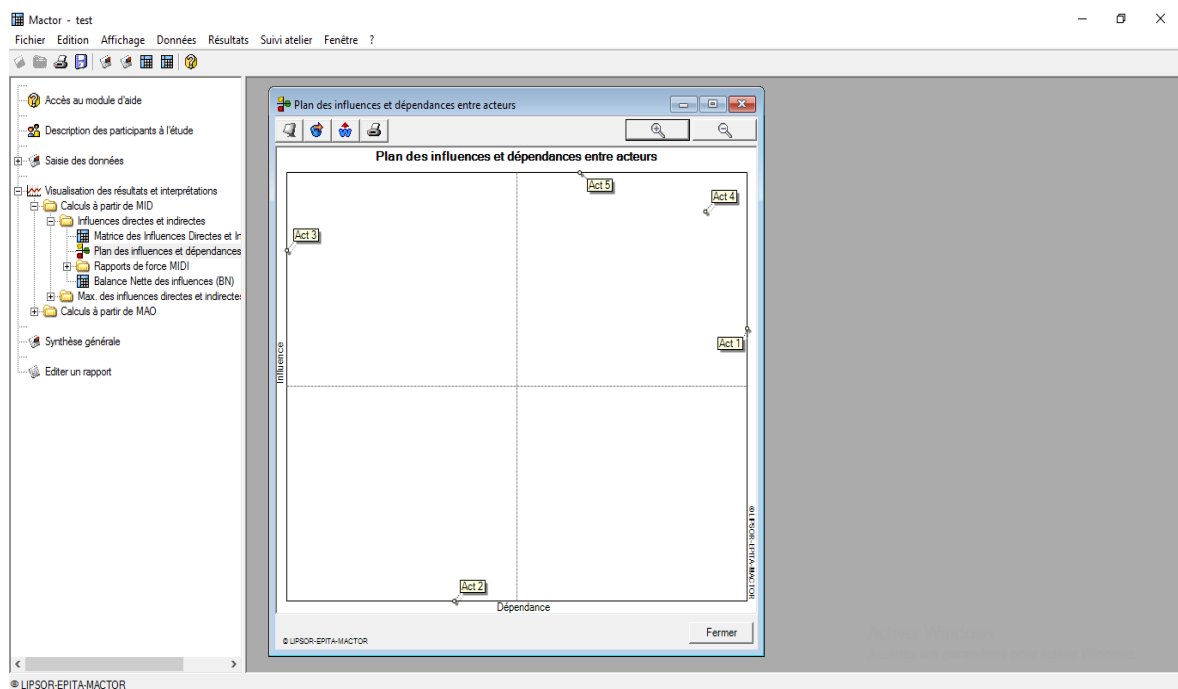 Mactor - test
Fichier Edition Affichage Données Résultats Suivi atelier Fenêtre ?
Accès au module d'aide
Description des participants à l'étude
Saisie des données
Visualisation des résultats et interprétations
Calculs à partir de MID
Influences directes et indirectes
Matrice des Influences Directes et In
Plan des influences et dépendances
Rapports de force MIDI
Balance Nette des influences (BN)
Max. des influences directes et indirectes
Calculs à partir de MAO
Synthèse générale
Editer un rapport
Plan des influences et dépendances entre acteurs
Plan des influences et dépendances entre acteurs
Act 5
Act 4
Act 3
Act 1
Influence
Act 2
Dépendance
© LIPSOR-EPITA-MACTOR
Fermer
© LIPSOR-EPITA-MACTOR
© LIPSOR-EPITA-MACTOR